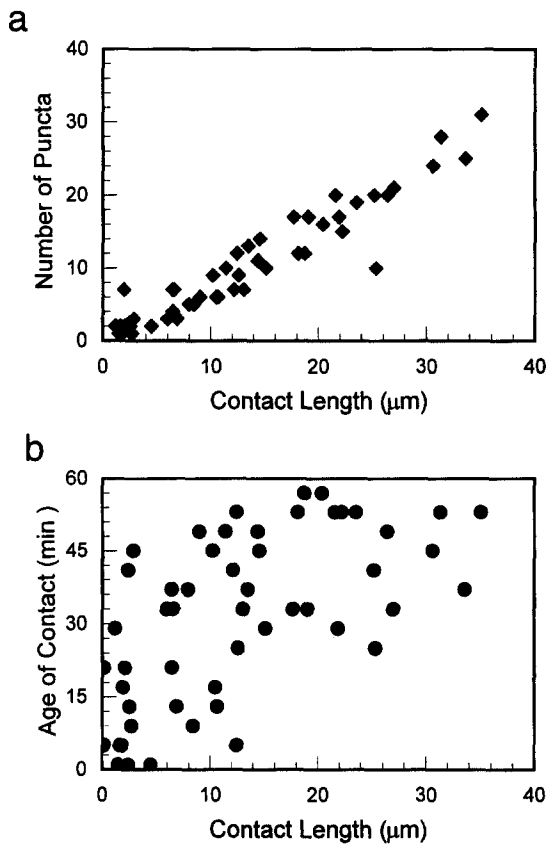 a
40
30
20
10
0
Number of Puncta
0 10 20 30 40
Contact Length (μm)
b
60
45
30
15
0
Age of Contact (min )
0 10 20 30 40
Contact Length (μm)